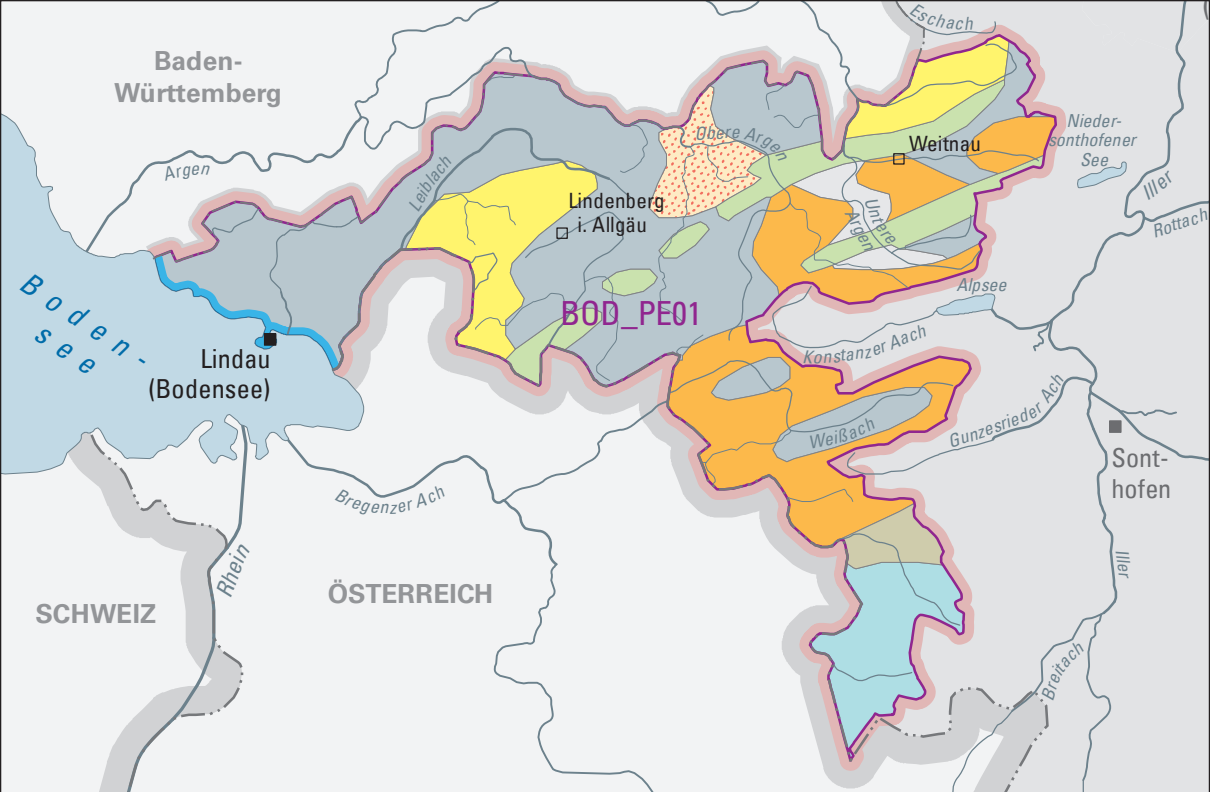 Eschach
Baden-
Württemberg
Nieder-
sonthofener
See
Obere Argen
Weitnau
Argen
Leiblach
Iller
Lindenberg
i. Allgäu
Untere
Argen
Rottach
Boden-
see
Alpsee
BOD_PE01
Konstanzer Aach
Lindau
(Bodensee)
Gunzesrieder Ach
Weißach
Sont-
hofen
Bregenzer Ach
Rhein
Iller
ÖSTERREICH
SCHWEIZ
Breitach